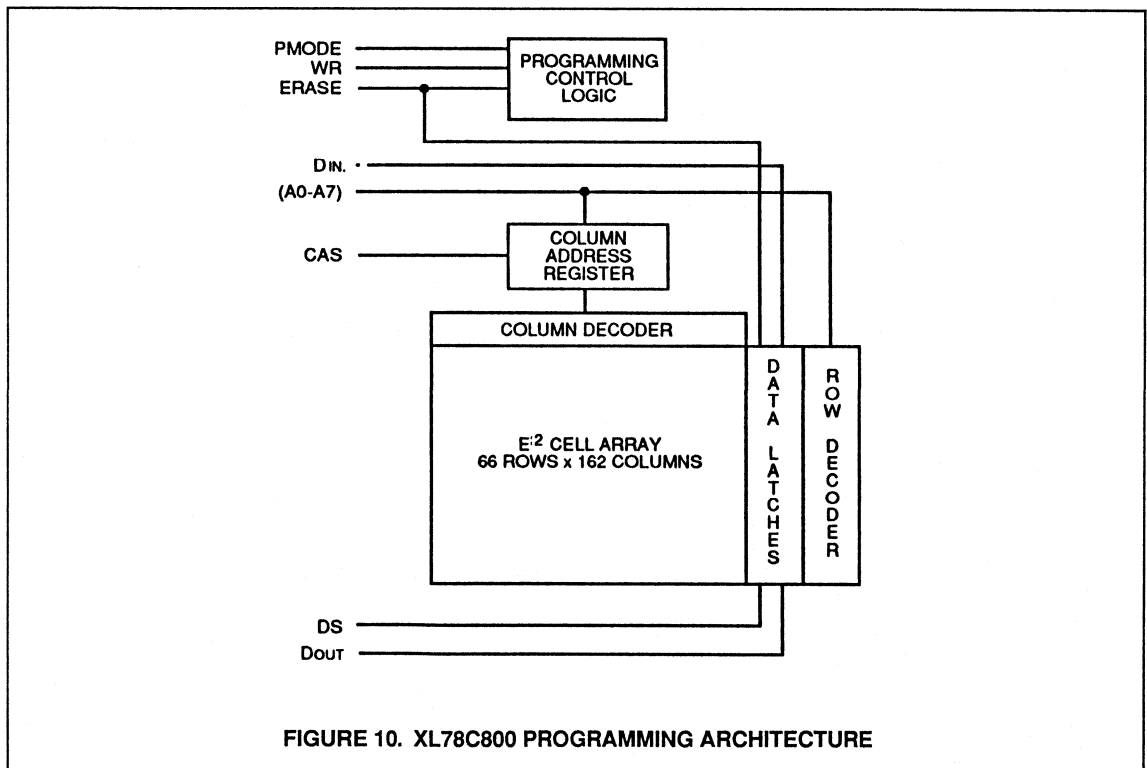 PMODE
WR
ERASE
PROGRAMMING
CONTROL
LOGIC
DIN.
(A0-A7)
CAS
COLUMN
ADDRESS
REGISTER
COLUMN DECODER
E2 CELL ARRAY
66 ROWS x 162 COLUMNS
DATA LATCHES
ROW DECODER
DS
DOUT
FIGURE 10. XL78C800 PROGRAMMING ARCHITECTURE